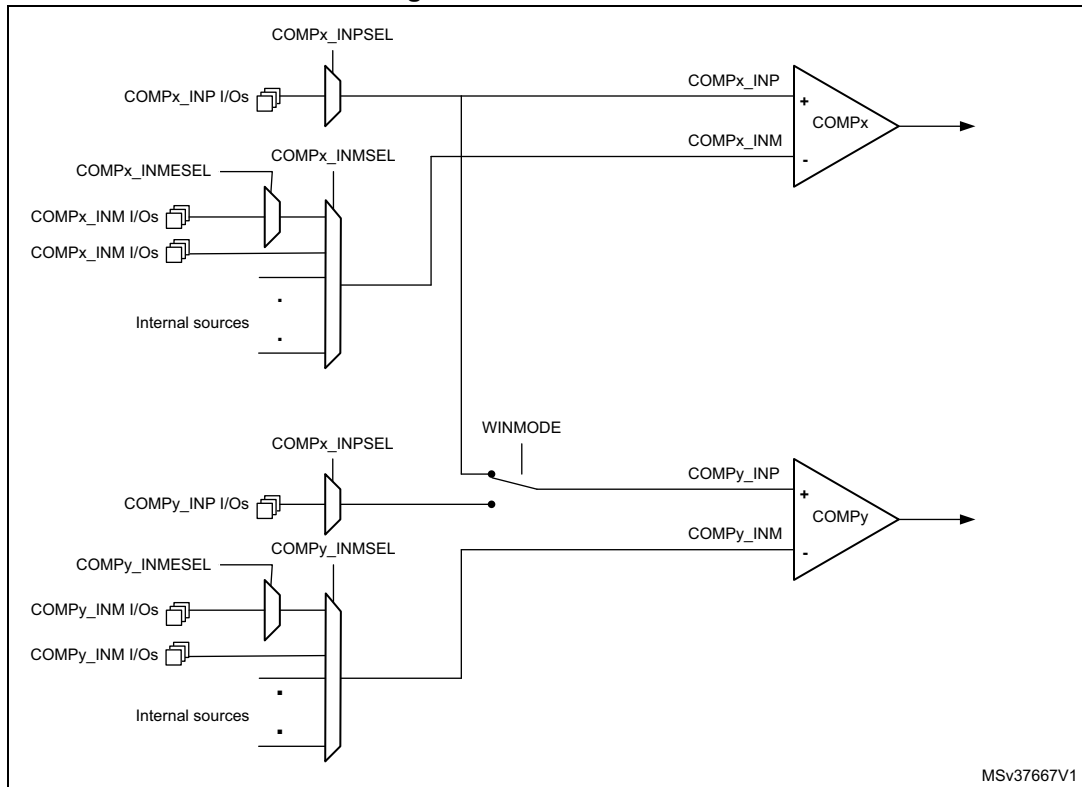 COMPx_INPSEL
COMPx_INP I/Os
COMPx_INP
+
COMPx
COMPx_INMSEL
COMPx_INM
-
COMPx_INMESEL
COMPx_INM I/Os
COMPx_INM I/Os
Internal sources
WINMODE
COMPx_INPSEL
COMPy_INP
+
COMPy_INP I/Os
COMPy
COMPy_INM
-
COMPy_INMSEL
COMPy_INMESEL
COMPy_INM I/Os
COMPy_INM I/Os
Internal sources
MSv37667V1